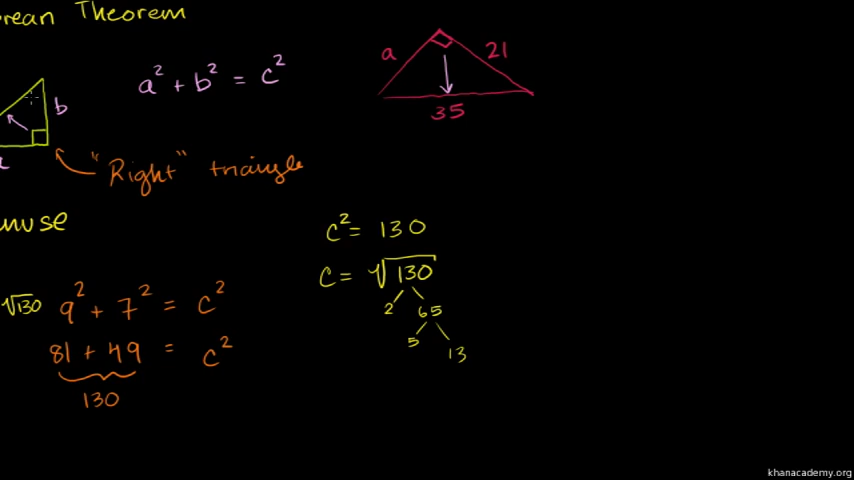 rean Theorem
a² + b² = c²
a
21
35
b
"Right" triangle
nuse
c² = 130
c = √130
2 65
5 13
√130
9² + 7² = c²
81 + 49 = c²
130
khanacademy.org